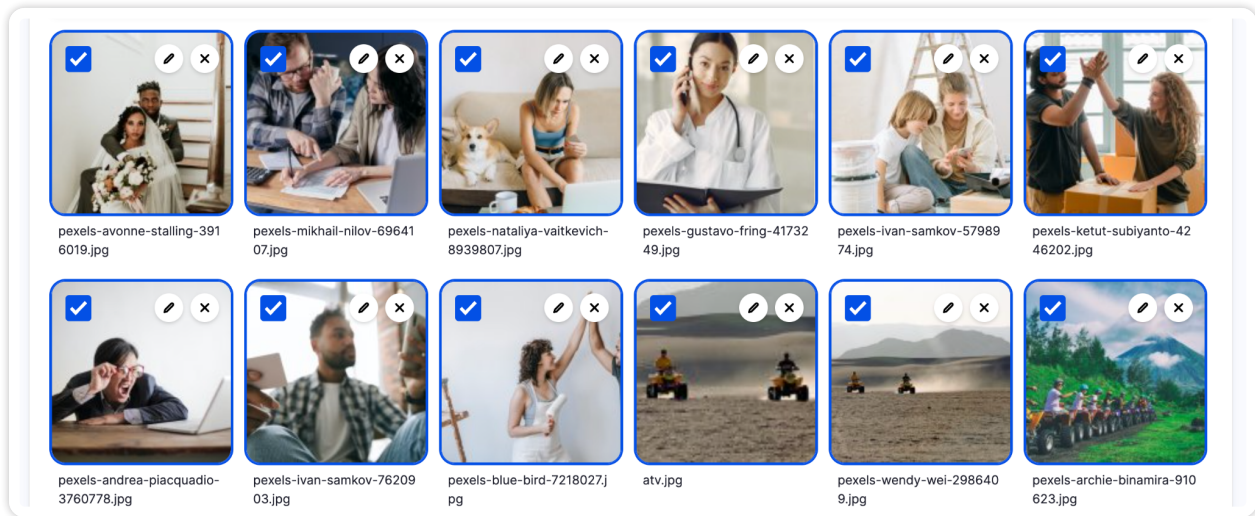 pexels-avonne-stalling-391
6019.jpg
pexels-mikhail-nilov-69641
07.jpg
pexels-nataliya-vaitkevich-
8939807.jpg
pexels-gustavo-fring-41732
49.jpg
pexels-ivan-samkov-57989
74.jpg
pexels-ketut-subiyanto-42
46202.jpg
pexels-andrea-piacquadio-
3760778.jpg
pexels-ivan-samkov-76209
03.jpg
pexels-blue-bird-7218027.j
pg
atv.jpg
pexels-wendy-wei-298640
9.jpg
pexels-archie-binamira-910
623.jpg